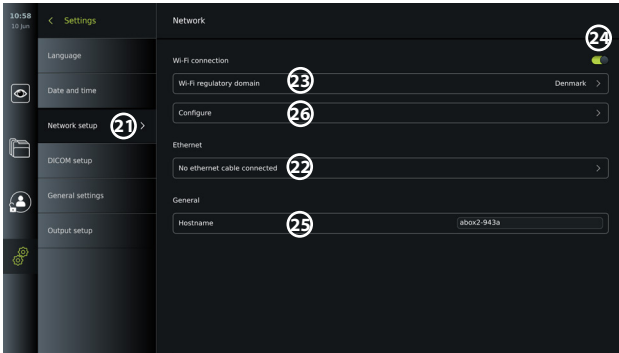 10:58
10 Jun
Settings
Network
24
Language
Wi-Fi connection
Date and time
Wi-Fi regulatory domain
23
Denmark
Network setup
21
Configure
26
Ethernet
DICOM setup
No ethernet cable connected
22
General settings
General
Hostname
25
abox2-943a
Output setup